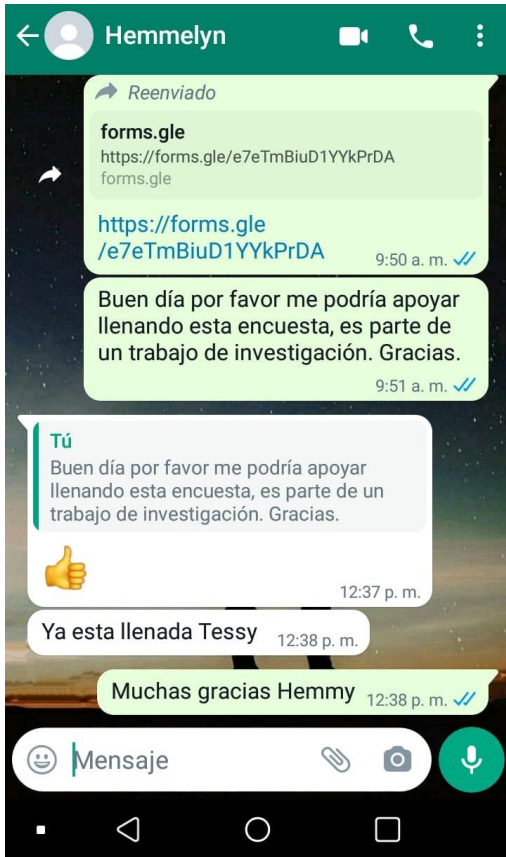 Hemmelyn
Reenviado
forms.gle
https://forms.gle/e7eTmBiuD1YYkPrDA
forms.gle
https://forms.gle
/e7eTmBiuD1YYkPrDA
9:50 a. m.
Buen día por favor me podría apoyar
llenando esta encuesta, es parte de
un trabajo de investigación. Gracias.
9:51 a. m.
Tú
Buen día por favor me podría apoyar
llenando esta encuesta, es parte de un
trabajo de investigación. Gracias.
12:37 p. m.
Ya esta llenada Tessy 12:38 p. m.
Muchas gracias Hemmy 12:38 p. m.
Mensaje